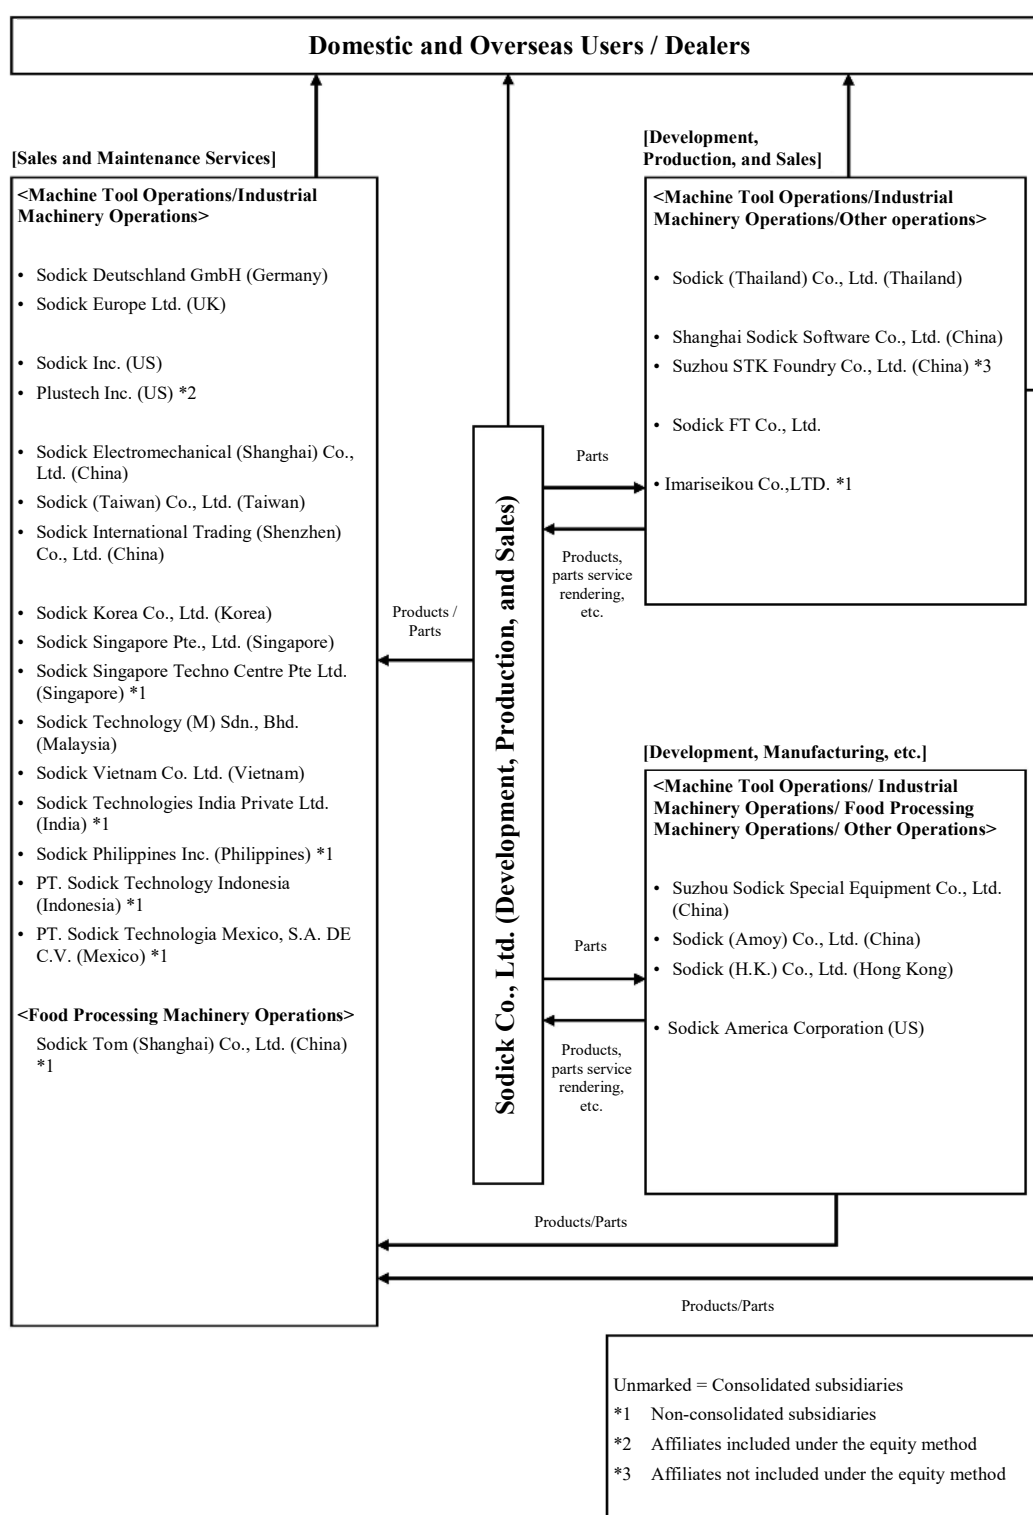 Domestic and Overseas Users / Dealers
[Sales and Maintenance Services]
<Machine Tool Operations/Industrial
Machinery Operations>
• Sodick Deutschland GmbH (Germany)
• Sodick Europe Ltd. (UK)
• Sodick Inc. (US)
• Plustech Inc. (US) *2
• Sodick Electromechanical (Shanghai) Co.,
Ltd. (China)
• Sodick (Taiwan) Co., Ltd. (Taiwan)
• Sodick International Trading (Shenzhen)
Co., Ltd. (China)
• Sodick Korea Co., Ltd. (Korea)
• Sodick Singapore Pte., Ltd. (Singapore)
• Sodick Singapore Techno Centre Pte Ltd.
(Singapore) *1
• Sodick Technology (M) Sdn., Bhd.
(Malaysia)
• Sodick Vietnam Co. Ltd. (Vietnam)
• Sodick Technologies India Private Ltd.
(India) *1
• Sodick Philippines Inc. (Philippines) *1
• PT. Sodick Technology Indonesia
(Indonesia) *1
• PT. Sodick Technologia Mexico, S.A. DE
C.V. (Mexico) *1
<Food Processing Machinery Operations>
Sodick Tom (Shanghai) Co., Ltd. (China)
*1
Products /
Parts
Sodick Co., Ltd. (Development, Production, and Sales)
Parts
Products,
parts service
rendering,
etc.
[Development,
Production, and Sales]
<Machine Tool Operations/Industrial
Machinery Operations/Other operations>
• Sodick (Thailand) Co., Ltd. (Thailand)
• Shanghai Sodick Software Co., Ltd. (China)
• Suzhou STK Foundry Co., Ltd. (China) *3
• Sodick FT Co., Ltd.
• Imariseikou Co.,LTD. *1
Parts
Products,
parts service
rendering,
etc.
[Development, Manufacturing, etc.]
<Machine Tool Operations/ Industrial
Machinery Operations/ Food Processing
Machinery Operations/ Other Operations>
• Suzhou Sodick Special Equipment Co., Ltd.
(China)
• Sodick (Amoy) Co., Ltd. (China)
• Sodick (H.K.) Co., Ltd. (Hong Kong)
• Sodick America Corporation (US)
Products/Parts
Products/Parts
Unmarked = Consolidated subsidiaries
*1 Non-consolidated subsidiaries
*2 Affiliates included under the equity method
*3 Affiliates not included under the equity method